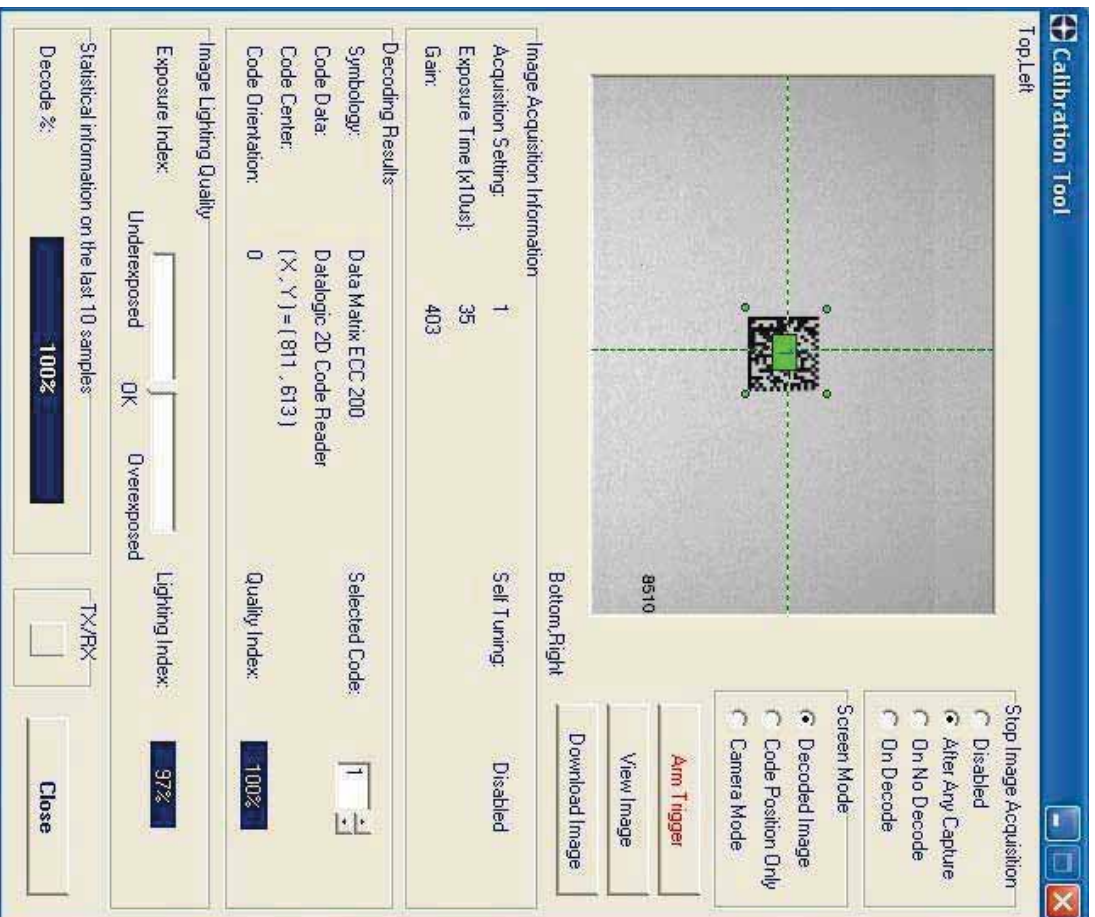 Calibration Tool
Top,Left
8510
Bottom,Right
Stop Image Acquisition
Disabled
After Any Capture
On No Decode
On Decode
Screen Mode
Decoded Image
Code Position Only
Camera Mode
Arm Trigger
View Image
Download Image
Image Acquisition Information
Acquisition Setting: 1 Self Tuning: Disabled
Exposure Time (x10us): 35
Gain: 403
Decoding Results
Symbology: Data Matrix ECC 200 Selected Code: 1
Code Data: Datalogic 2D Code Reader
Code Center: (X , Y ) = ( 811 , 613 )
Code Orientation: 0 Quality Index: 100%
Image Lighting Quality
Exposure Index: Lighting Index: 97%
Underexposed OK Overexposed
Statistical information on the last 10 samples
Decode %: 100%
TX/RX
Close
1